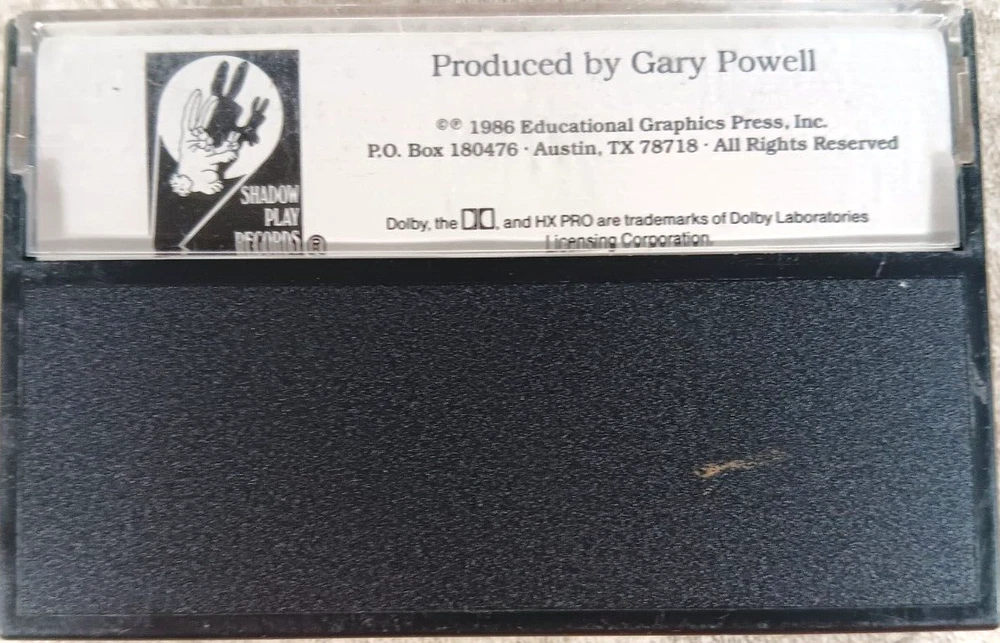 SHADOW
PLAY
RECORDS ®
Produced by Gary Powell
©℗ 1986 Educational Graphics Press, Inc.
P.O. Box 180476 · Austin, TX 78718 · All Rights Reserved
Dolby, the DD, and HX PRO are trademarks of Dolby Laboratories
Licensing Corporation.